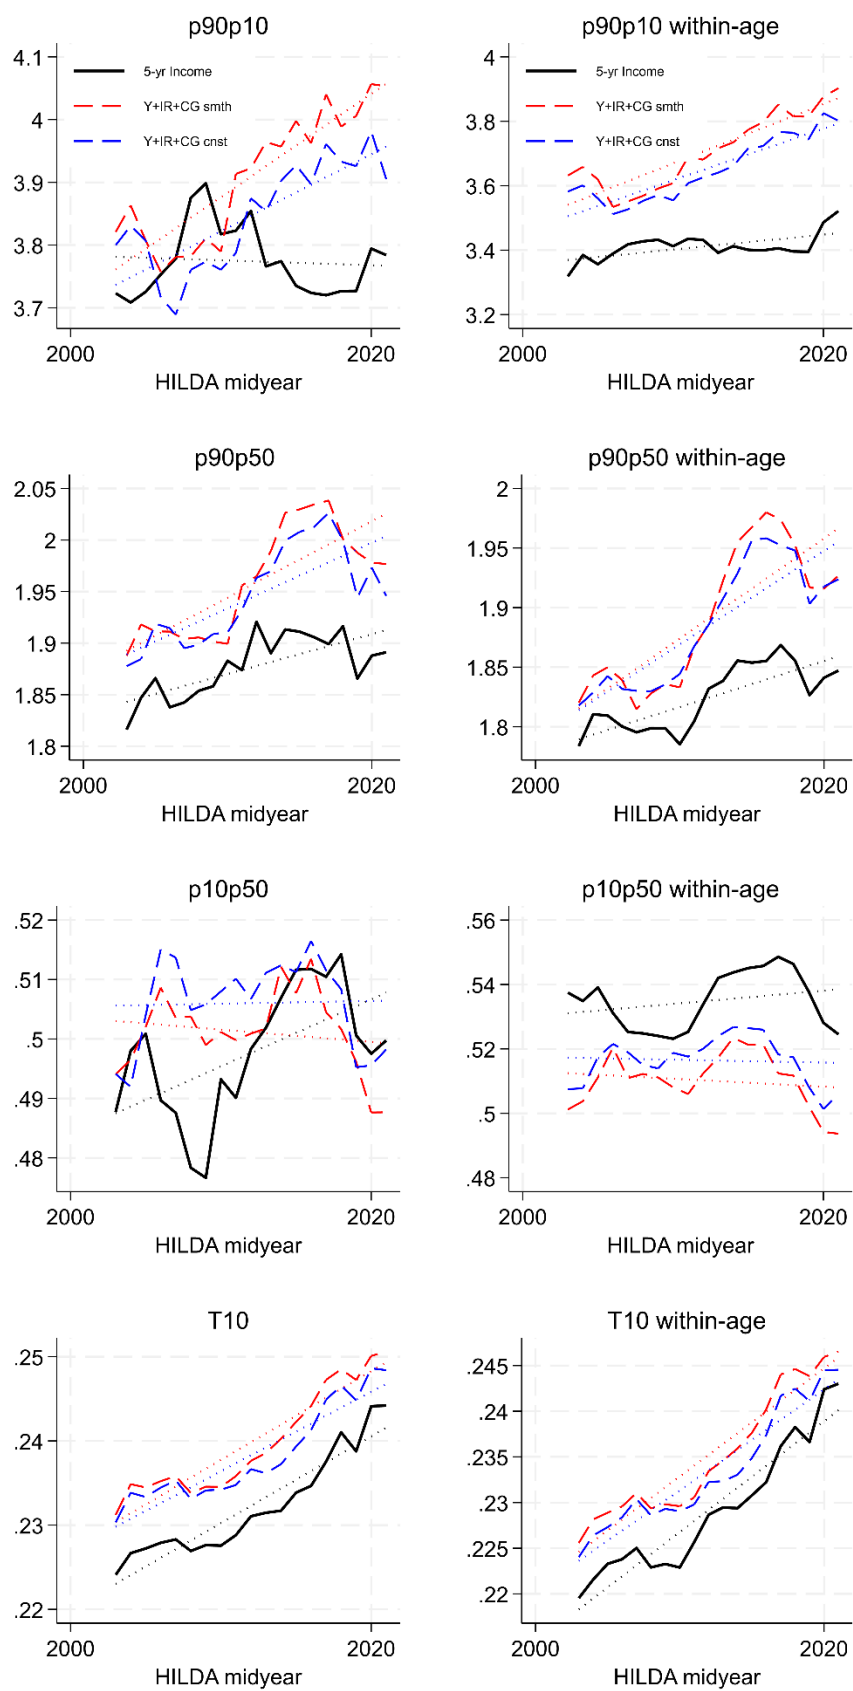 p90p10
4.1
4
3.9
3.8
3.7
5-yr Income
Y+IR+CG smth
Y+IR+CG cnst
2000
2020
HILDA midyear
p90p10 within-age
4
3.8
3.6
3.4
3.2
5-yr Income
Y+IR+CG smth
Y+IR+CG cnst
2000
2020
HILDA midyear
p90p50
2.05
2
1.95
1.9
1.85
1.8
2000
2020
HILDA midyear
p90p50 within-age
2
1.95
1.9
1.85
1.8
2000
2020
HILDA midyear
p10p50
.52
.51
.5
.49
.48
2000
2020
HILDA midyear
p10p50 within-age
.56
.54
.52
.5
.48
2000
2020
HILDA midyear
T10
.25
.24
.23
.22
2000
2020
HILDA midyear
T10 within-age
.245
.24
.235
.23
.225
.22
2000
2020
HILDA midyear